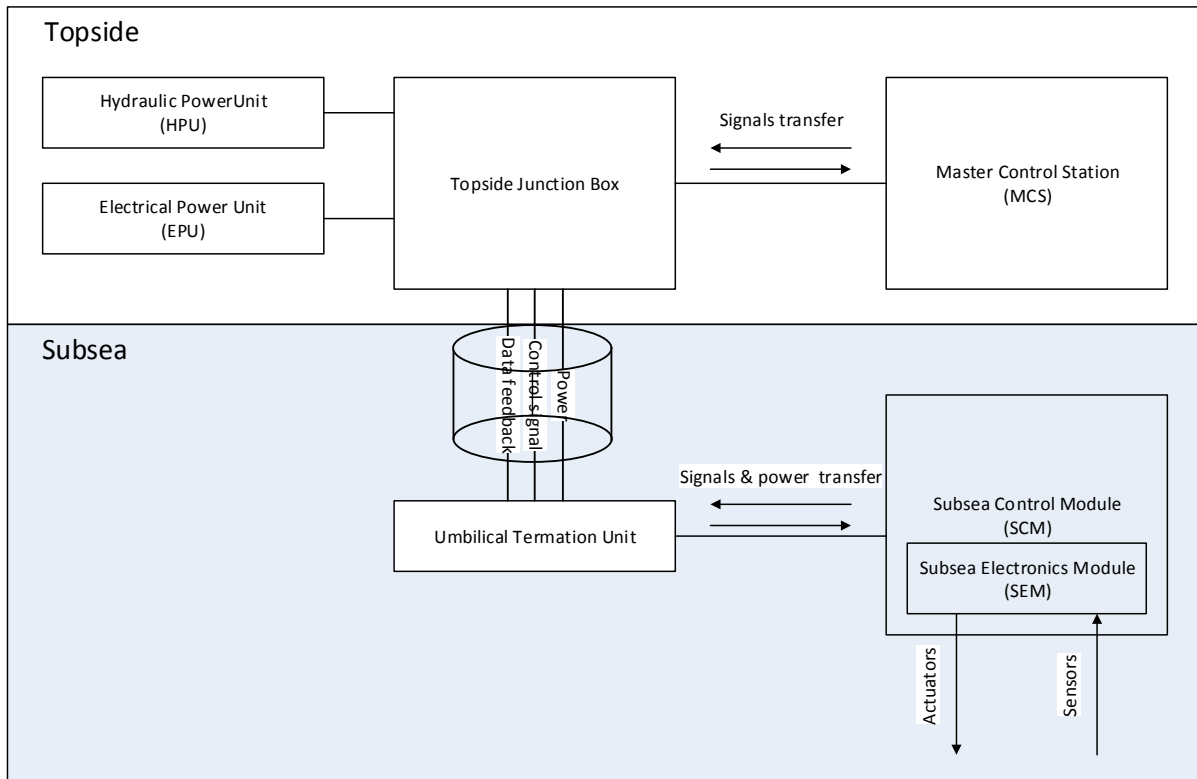 Topside
Hydraulic PowerUnit
(HPU)
Electrical Power Unit
(EPU)
Topside Junction Box
Signals transfer
Master Control Station
(MCS)
Subsea
Data feedback
Control signal
Power
Umbilical Termation Unit
Signals & power transfer
Subsea Control Module
(SCM)
Subsea Electronics Module
(SEM)
Actuators
Sensors